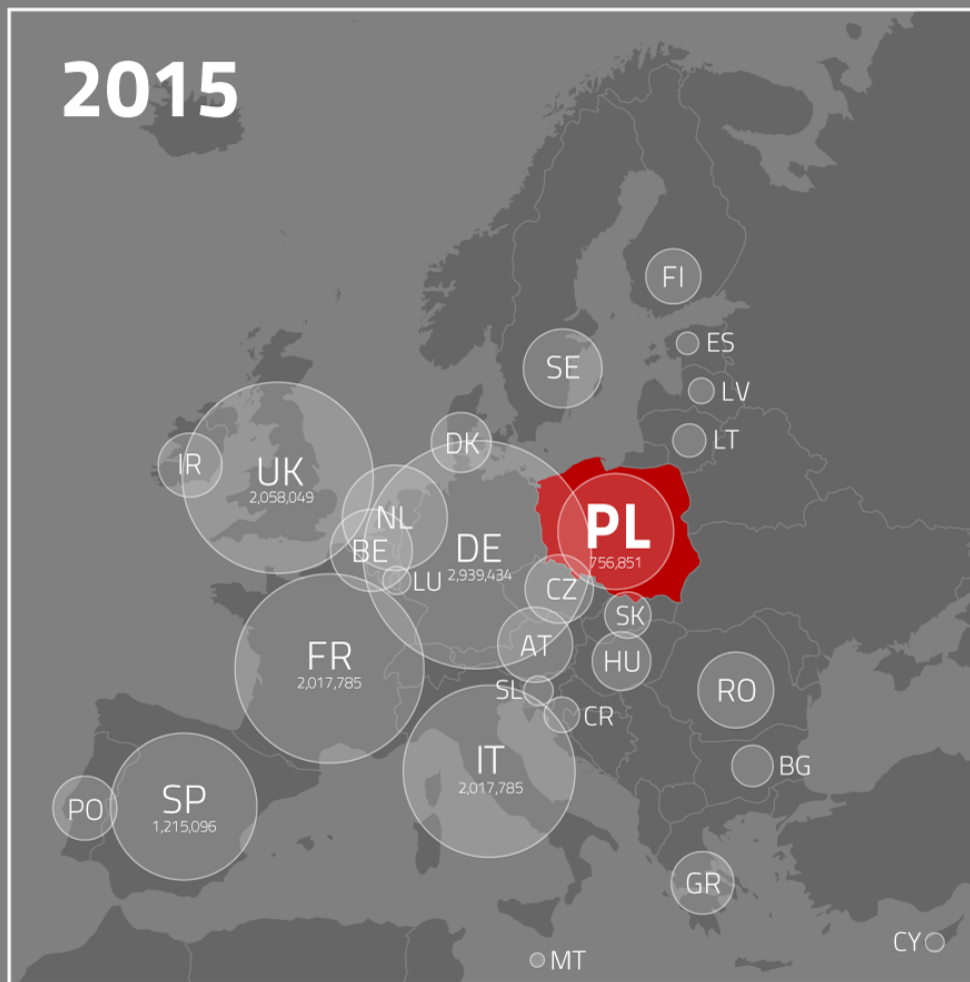 2015
FI
ES
SE
LV
LT
DK
IR
UK
2,058,049
NL
PL
756,851
BE
DE
2,939,434
LU
CZ
SK
AT
FR
2,017,785
HU
SL
RO
CR
IT
2,017,785
BG
SP
1,215,096
PO
GR
CY
MT